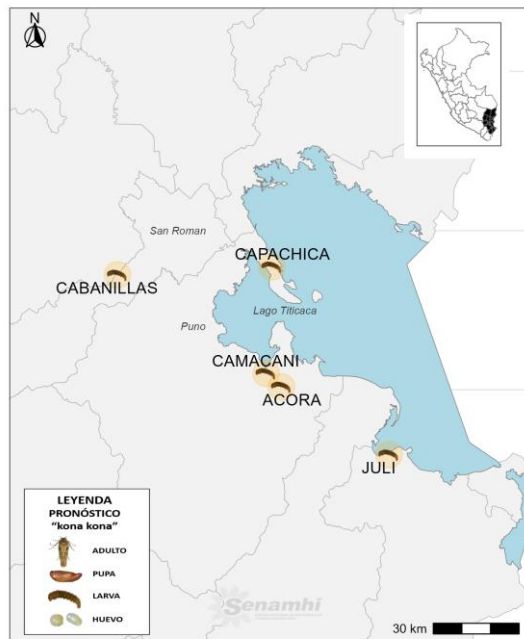 N
San Roman
CAPACHICA
CABANILLAS
Lago Titicaca
Puno
CAMACANI
ACORA
JULI
LEYENDA
PRONÓSTICO
"kona kona"
ADULTO
PUPA
LARVA
HUEVO
Senamhi
30 km